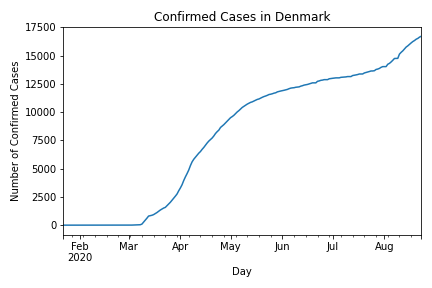 Confirmed Cases in Denmark
17500
15000
12500
10000
7500
5000
2500
0
Number of Confirmed Cases
Feb Mar Apr May Jun Jul Aug
2020
Day